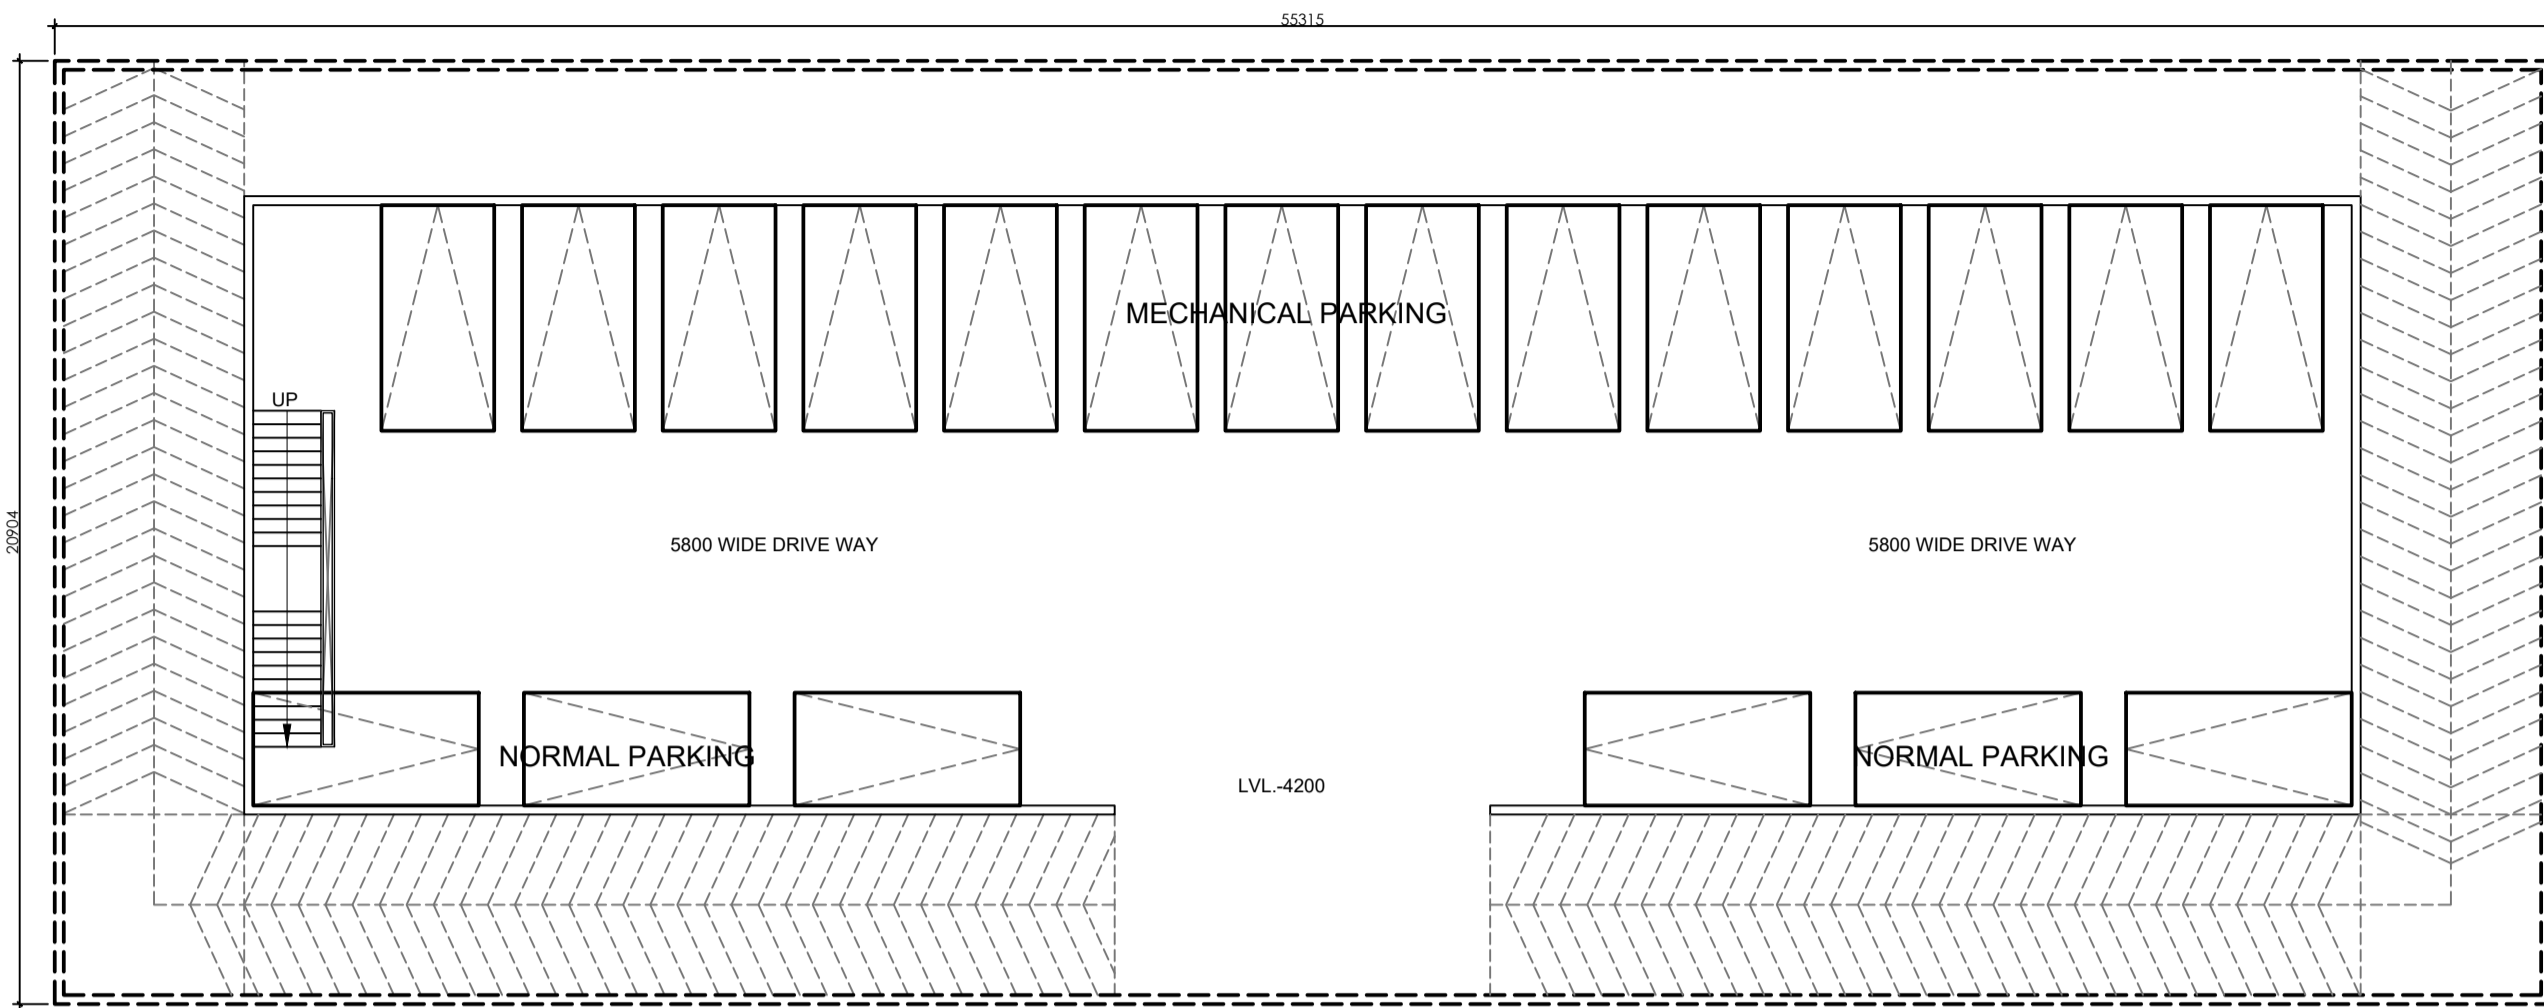 55315
MECHANICAL PARKING
UP
20904
5800 WIDE DRIVE WAY
5800 WIDE DRIVE WAY
NORMAL PARKING
NORMAL PARKING
LVL.-4200